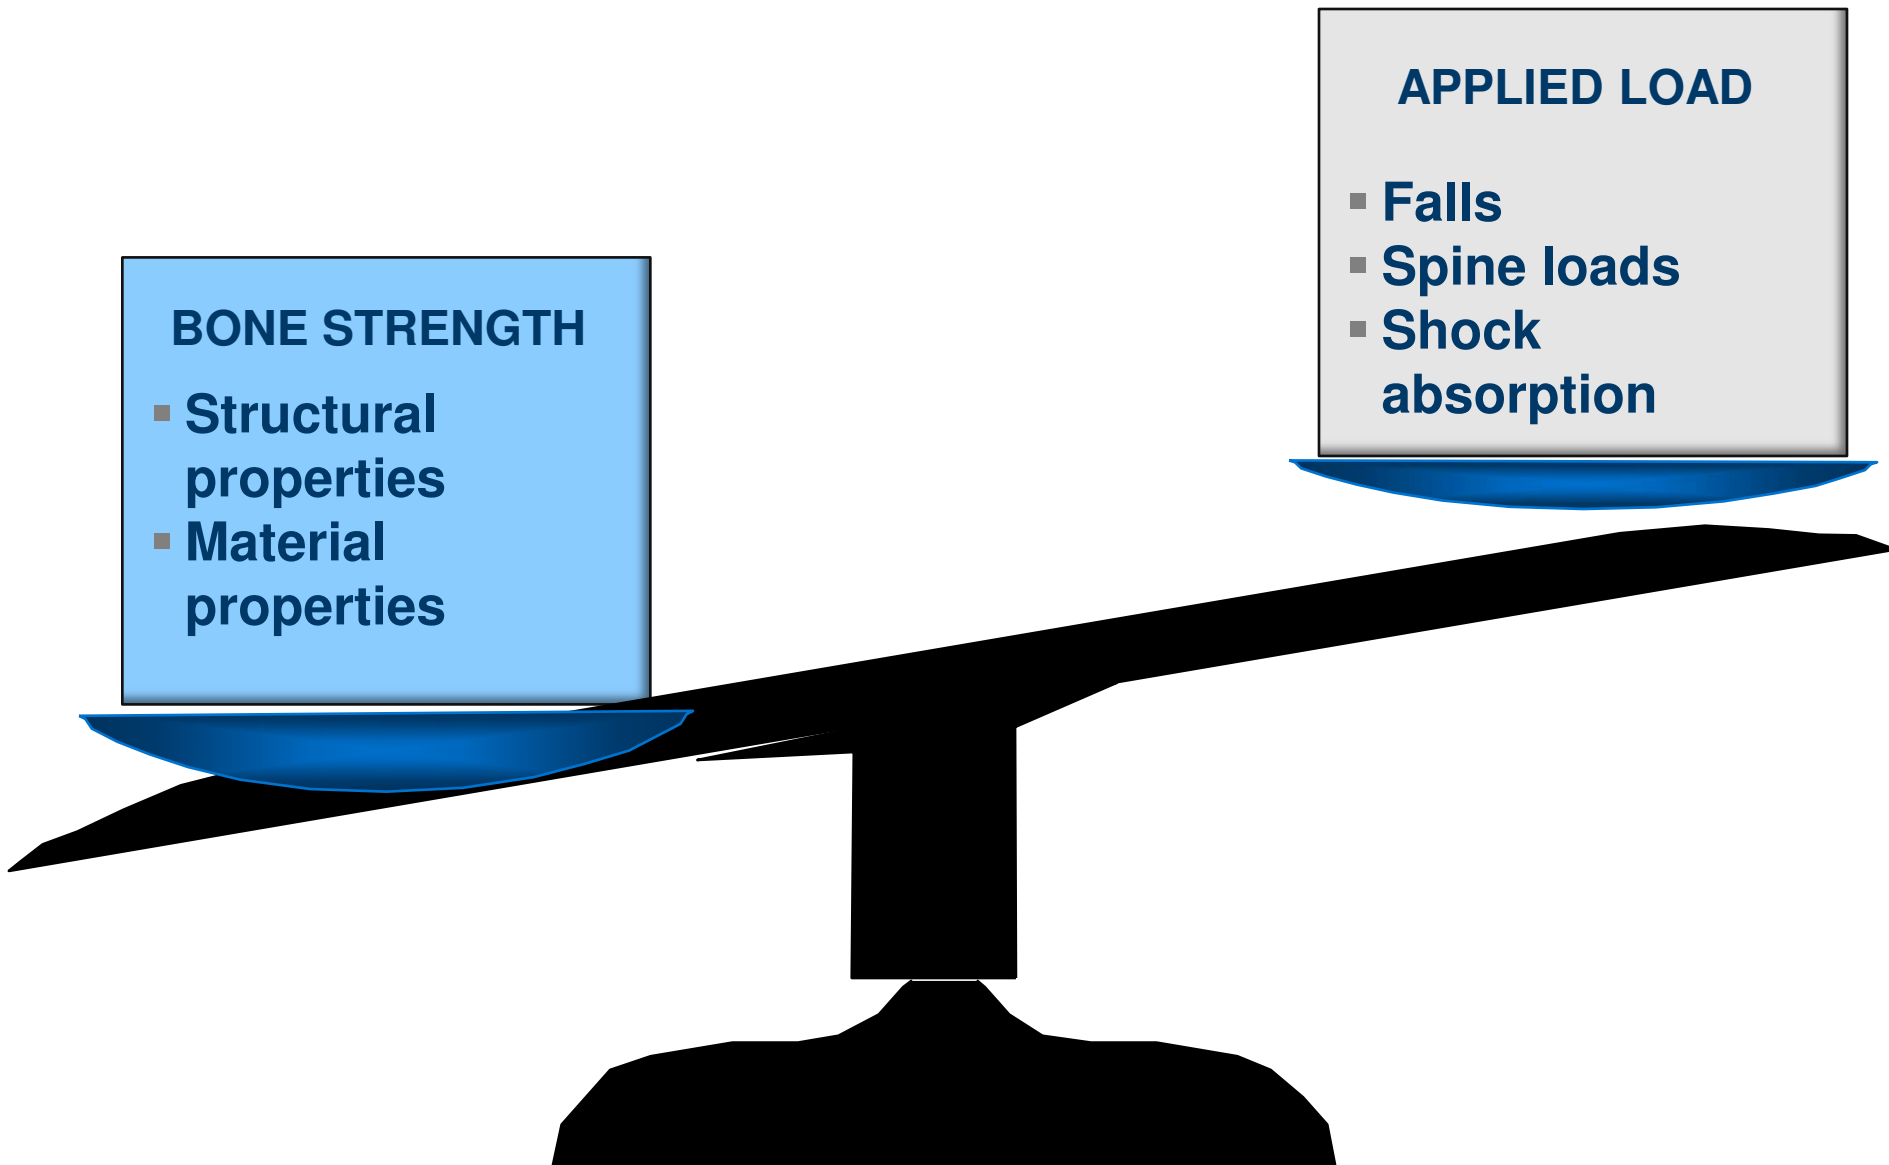 BONE STRENGTH
▪ Structural
properties
▪ Material
properties
APPLIED LOAD
▪ Falls
▪ Spine loads
▪ Shock
absorption